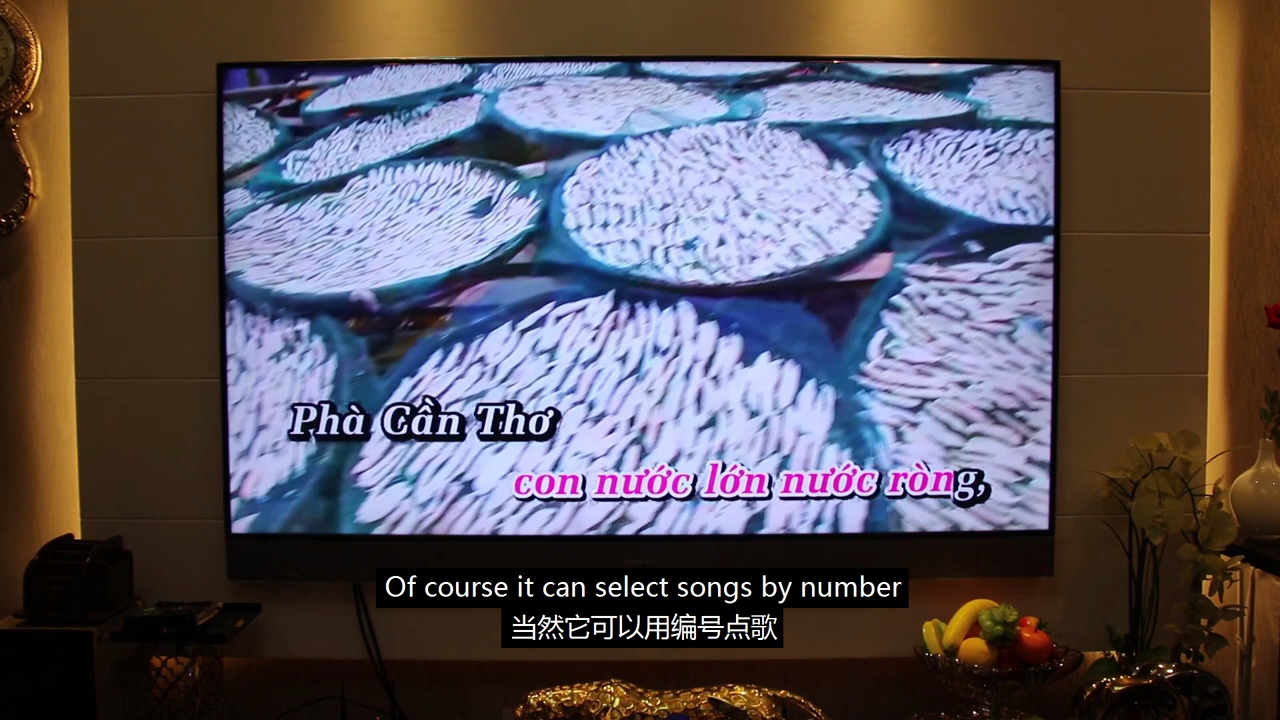 Phà Cần Thơ
con nước lớn nước ròng,
Of course it can select songs by number
当然它可以用编号点歌